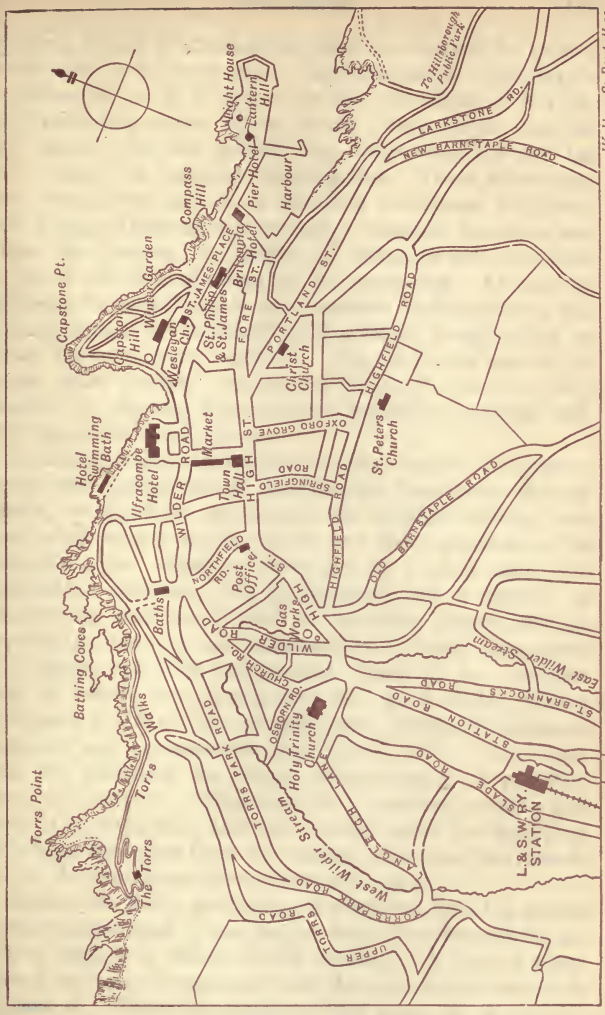 Light House
Lantern
Hill
Pier Hotel
Harbour
To Hillsborough
Public Park
LARKSTONE RD.
NEW BARNSTAPLE ROAD
Compass
Hill
Capstone Pt.
Capstone
Hill
Winter Garden
Wesleyan
Ch.
ST. JAMES' PLACE
Britannia
Hotel
St. Philip
& St. James
FORE ST.
PORTLAND ST.
Christ
Church
HIGHFIELD ROAD
St. Peters
Church
OXFORD GROVE
SPRINGFIELD
ROAD
HIGHFIELD ROAD
OLD BARNSTAPLE ROAD
Hotel
Swimming
Bath
Ilfracombe
Hotel
WILDER ROAD
Market
Town
Hall
HIGH ST.
NORTHFIELD
RD.
Post
Office
HIGH ST.
Gas
Works
WILDER ROAD
CHURCH RD.
OSBORN RD.
Holy Trinity
Church
Baths
Bathing Coves
Torrs Walks
Torrs Point
The Torrs
TORRS PARK ROAD
West Wilder Stream
LANGLEIGH LANE
TORRS PARK ROAD
UPPER TORRS ROAD
SLADE ROAD
STATION ROAD
ST. BRANNOCKS ROAD
East Wilder Stream
L. & S. W. RY.
STATION